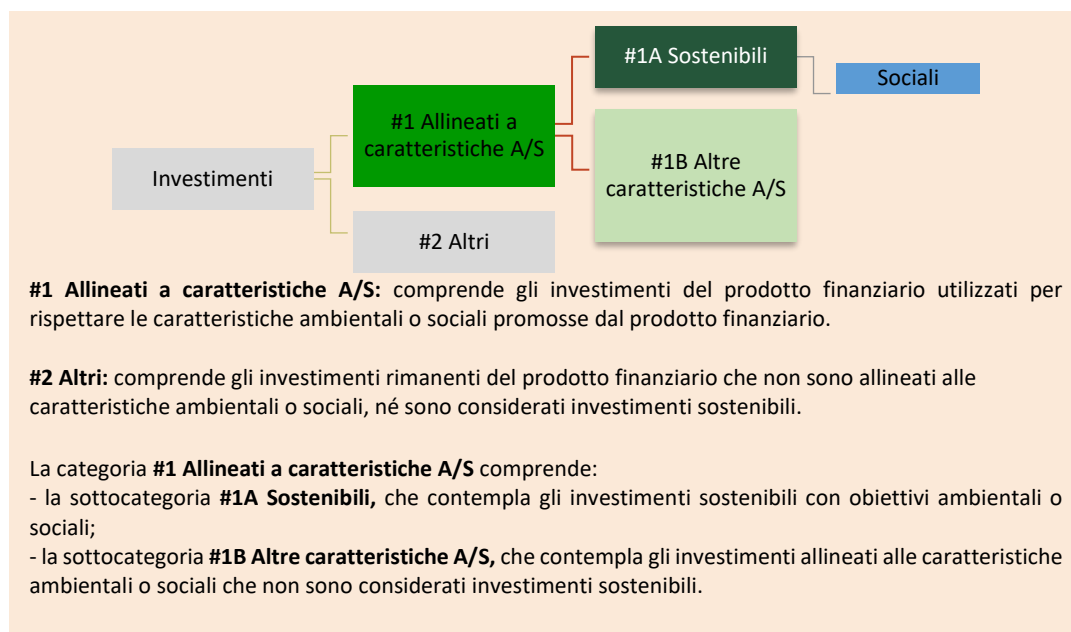 #1A Sostenibili
Sociali
#1 Allineati a
caratteristiche A/S
#1B Altre
caratteristiche A/S
Investimenti
#2 Altri
#1 Allineati a caratteristiche A/S: comprende gli investimenti del prodotto finanziario utilizzati per
rispettare le caratteristiche ambientali o sociali promosse dal prodotto finanziario.
#2 Altri: comprende gli investimenti rimanenti del prodotto finanziario che non sono allineati alle
caratteristiche ambientali o sociali, né sono considerati investimenti sostenibili.
La categoria #1 Allineati a caratteristiche A/S comprende:
- la sottocategoria #1A Sostenibili, che contempla gli investimenti sostenibili con obiettivi ambientali o
sociali;
- la sottocategoria #1B Altre caratteristiche A/S, che contempla gli investimenti allineati alle caratteristiche
ambientali o sociali che non sono considerati investimenti sostenibili.